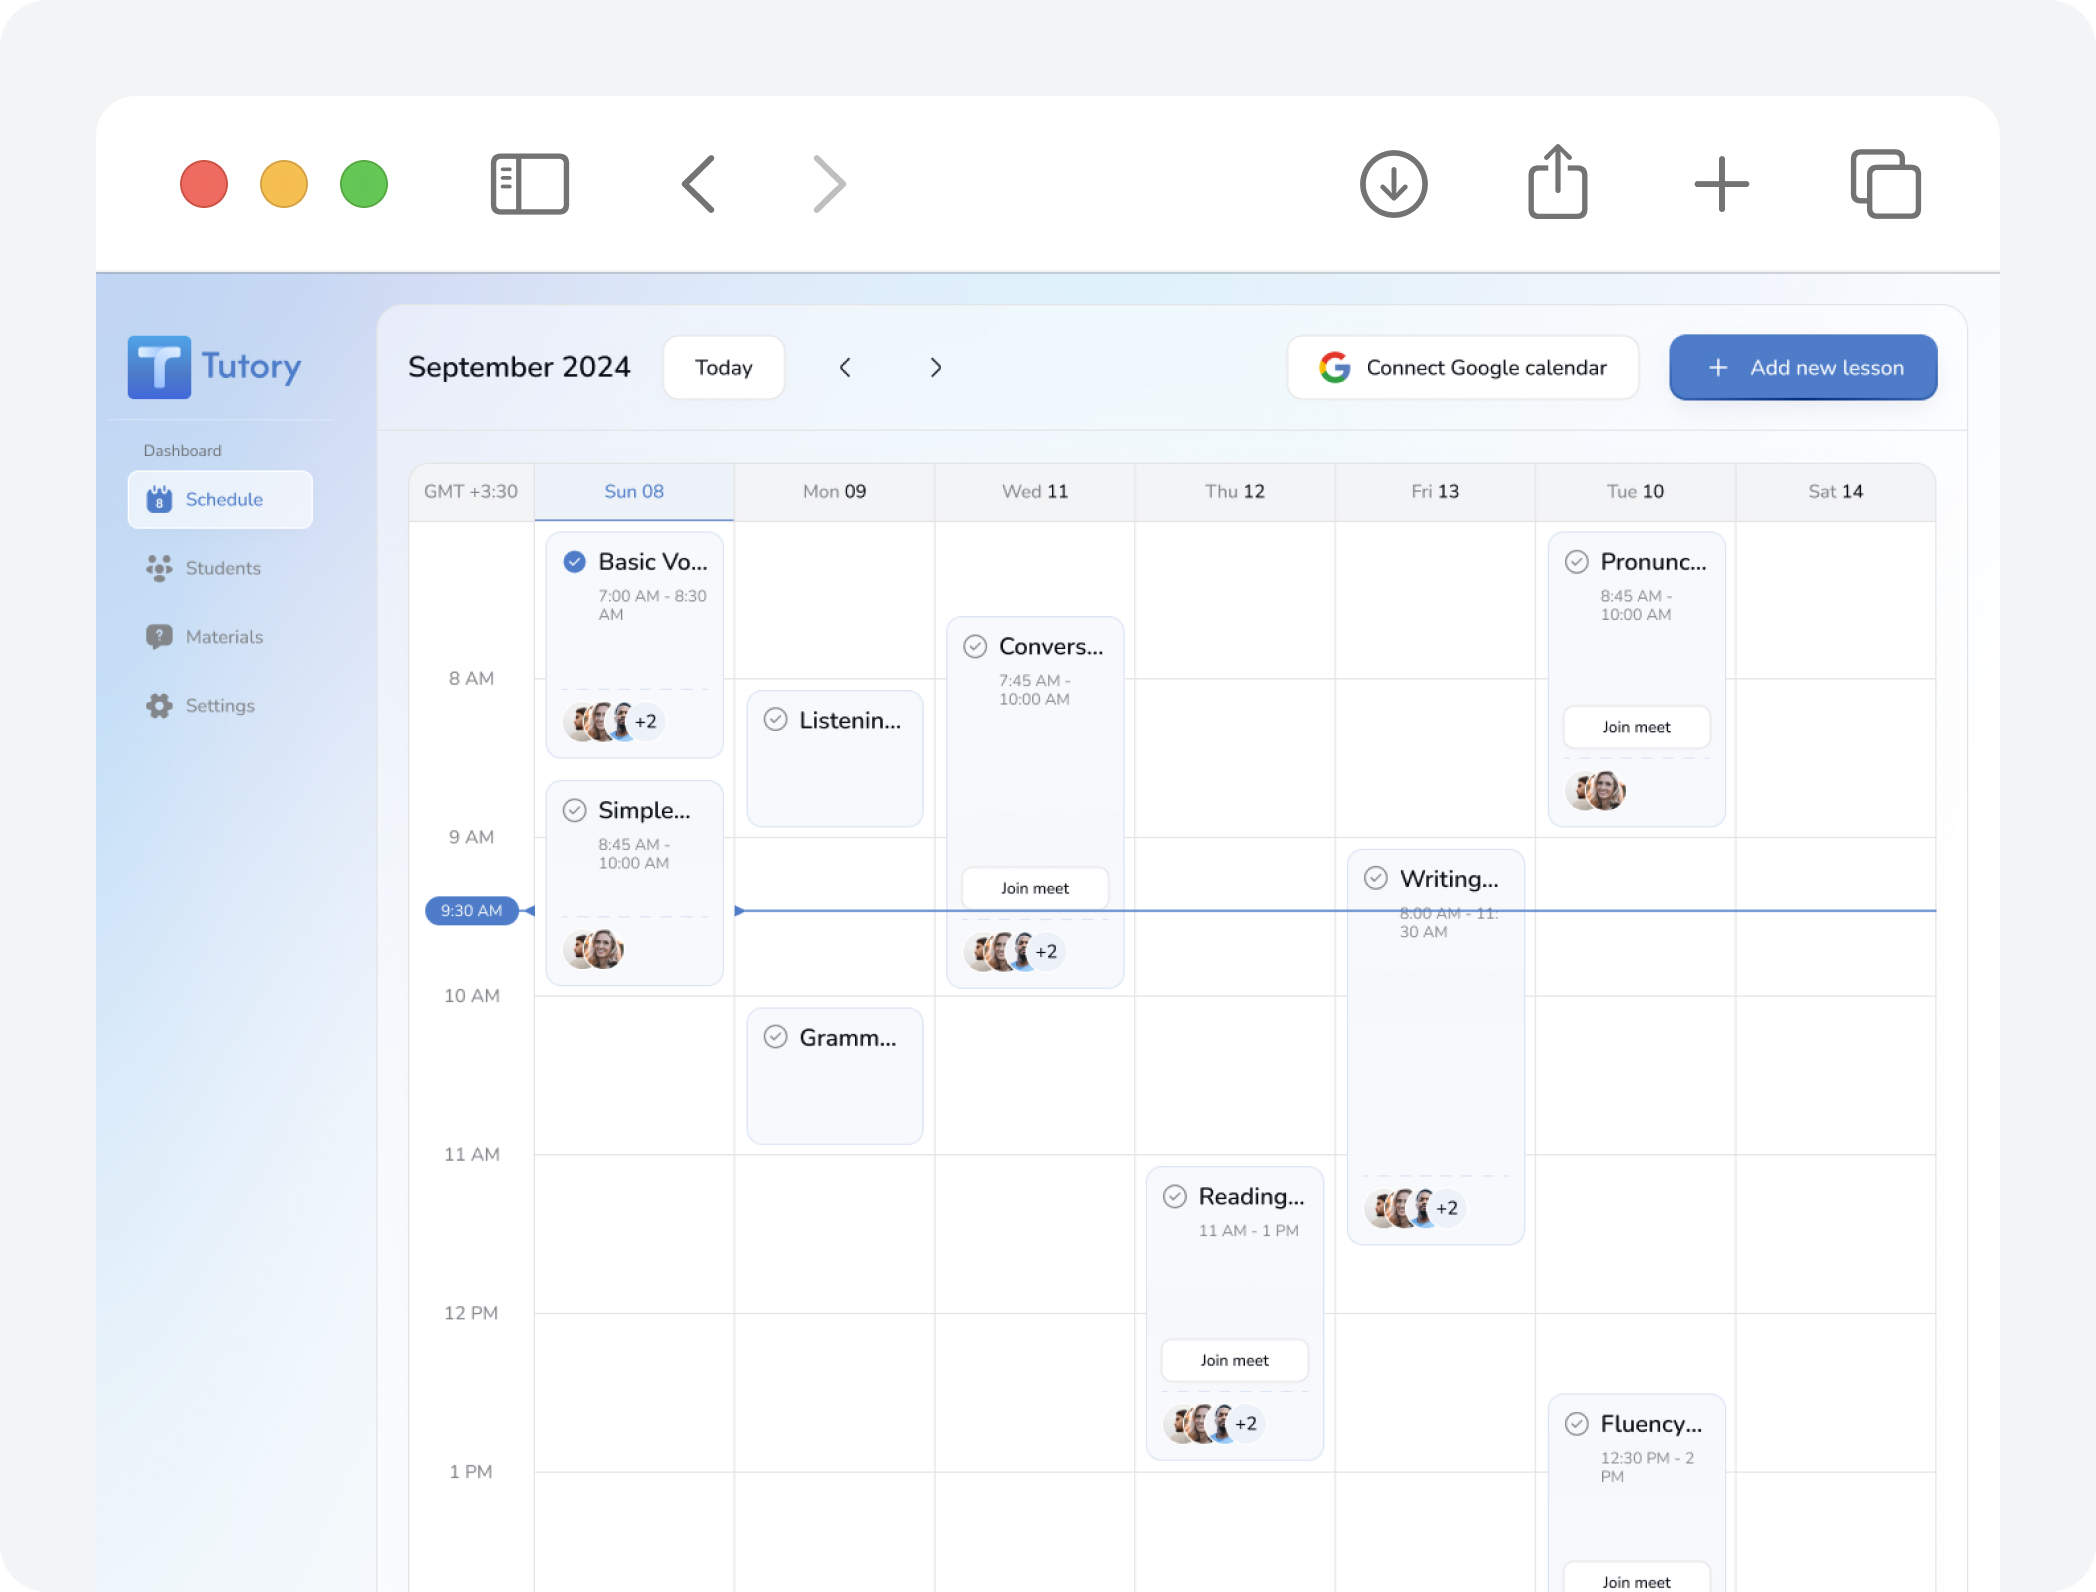 Tutory
Dashboard
8
Schedule
Students
?
Materials
Settings
September 2024
Today
G
Connect Google calendar
Add new lesson
GMT +3:30
Sun 08
Mon 09
Wed 11
Thu 12
Fri 13
Tue 10
Sat 14
8 AM
9 AM
9:30 AM
10 AM
11 AM
12 PM
1 PM
Basic Vo...
7:00 AM - 8:30
AM
+2
Simple...
8:45 AM -
10:00 AM
Listenin...
Gramm...
Convers...
7:45 AM -
10:00 AM
Join meet
+2
Reading...
11 AM - 1 PM
Join meet
+2
Writing...
8:00 AM - 11:
30 AM
+2
Pronunc...
8:45 AM -
10:00 AM
Join meet
Fluency...
12:30 PM - 2
PM
Join meet